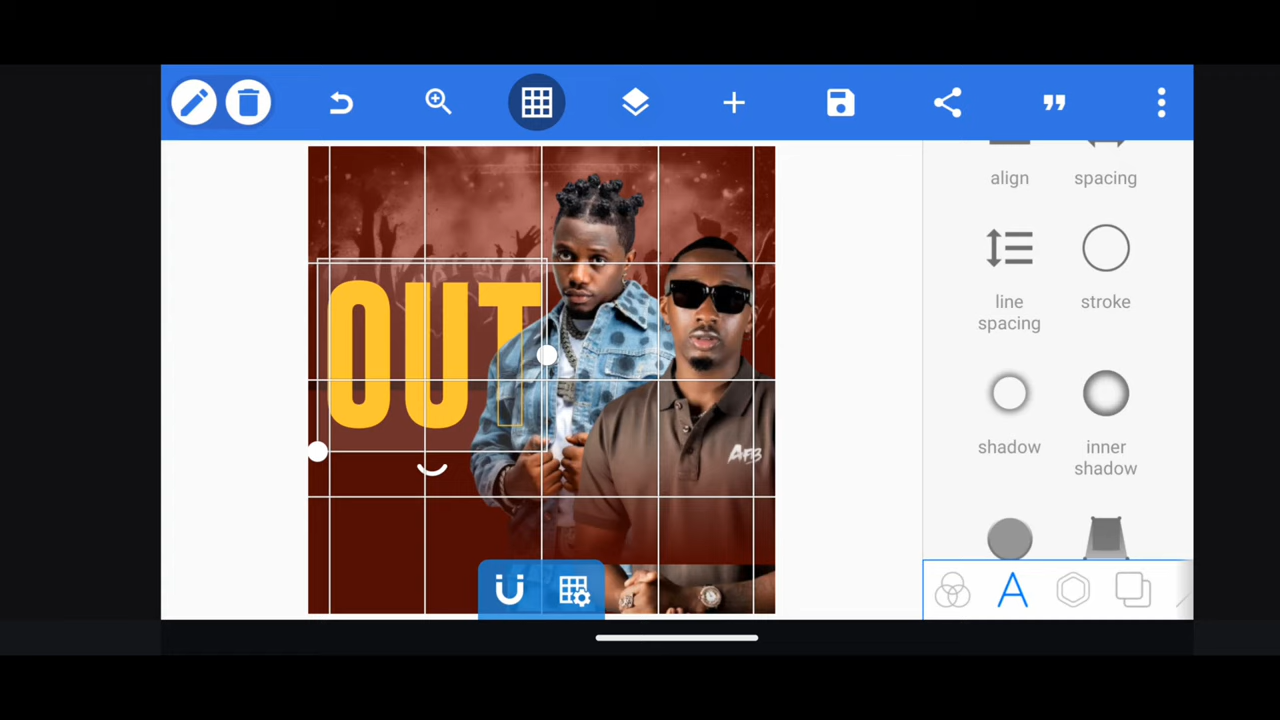 align
spacing
OUT
line
spacing
stroke
shadow
inner
shadow
AFB